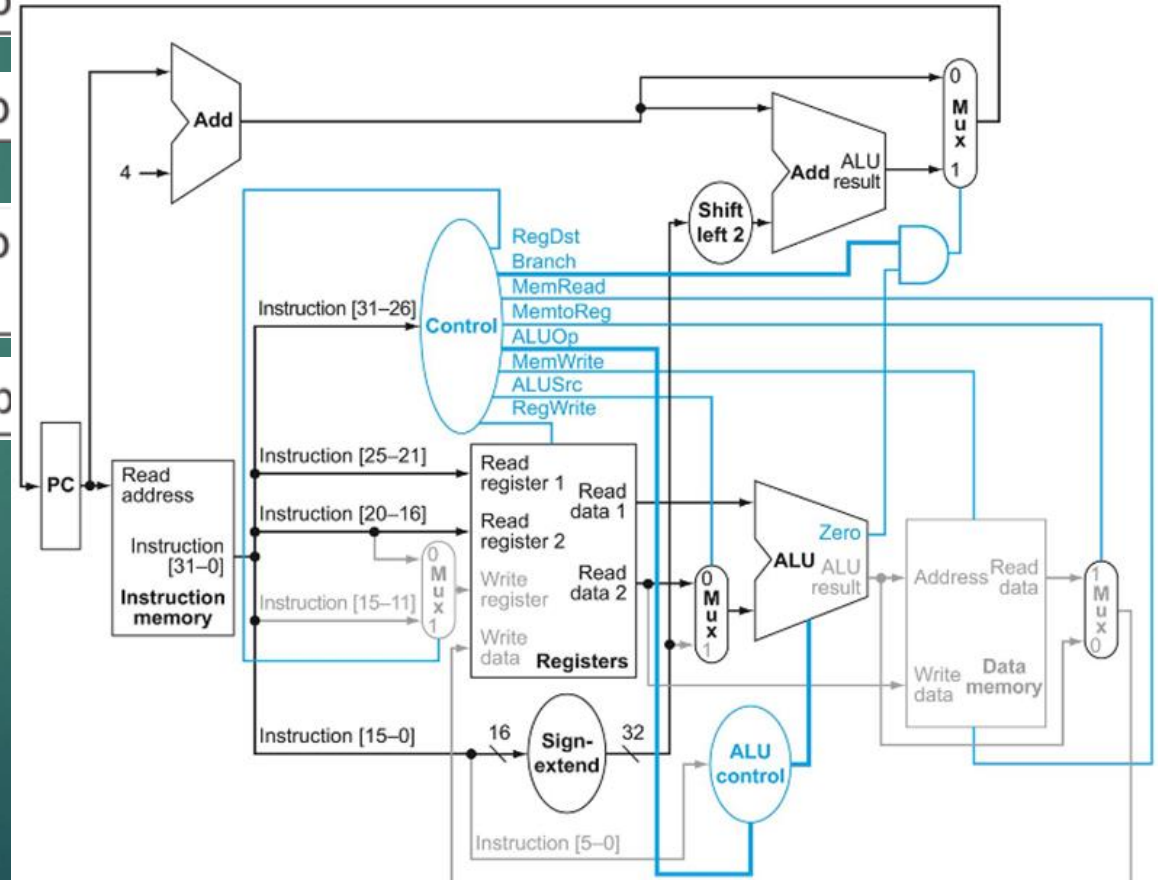 Add
4
0
M
u
x
1
Add
ALU
result
Shift
left 2
RegDst
Branch
MemRead
MemtoReg
ALUOp
MemWrite
ALUSrc
RegWrite
Control
Instruction [31–26]
Instruction [25–21]
Instruction [20–16]
Instruction [15–11]
Instruction [15–0]
Instruction [5–0]
PC
Read
address
Instruction
[31–0]
Instruction
memory
0
M
u
x
1
Read
register 1
Read
register 2
Write
register
Write
data
Read
data 1
Read
data 2
Registers
0
M
u
x
1
Zero
ALU
ALU
result
Address
Read
data
Write
data
Data
memory
1
M
u
x
0
16
Sign-
extend
32
ALU
control